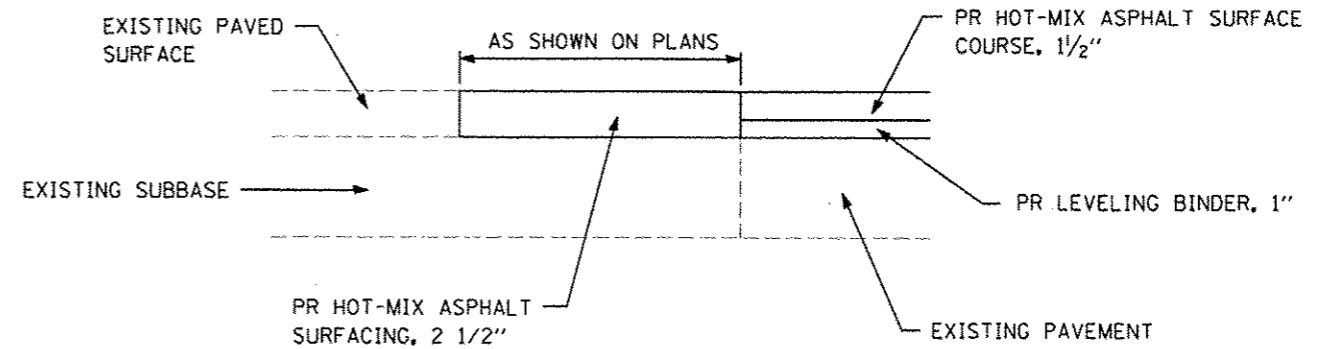 EXISTING PAVED
SURFACE
AS SHOWN ON PLANS
PR HOT-MIX ASPHALT SURFACE
COURSE, 1½"
EXISTING SUBBASE
PR LEVELING BINDER, 1"
PR HOT-MIX ASPHALT
SURFACING, 2 1/2"
EXISTING PAVEMENT